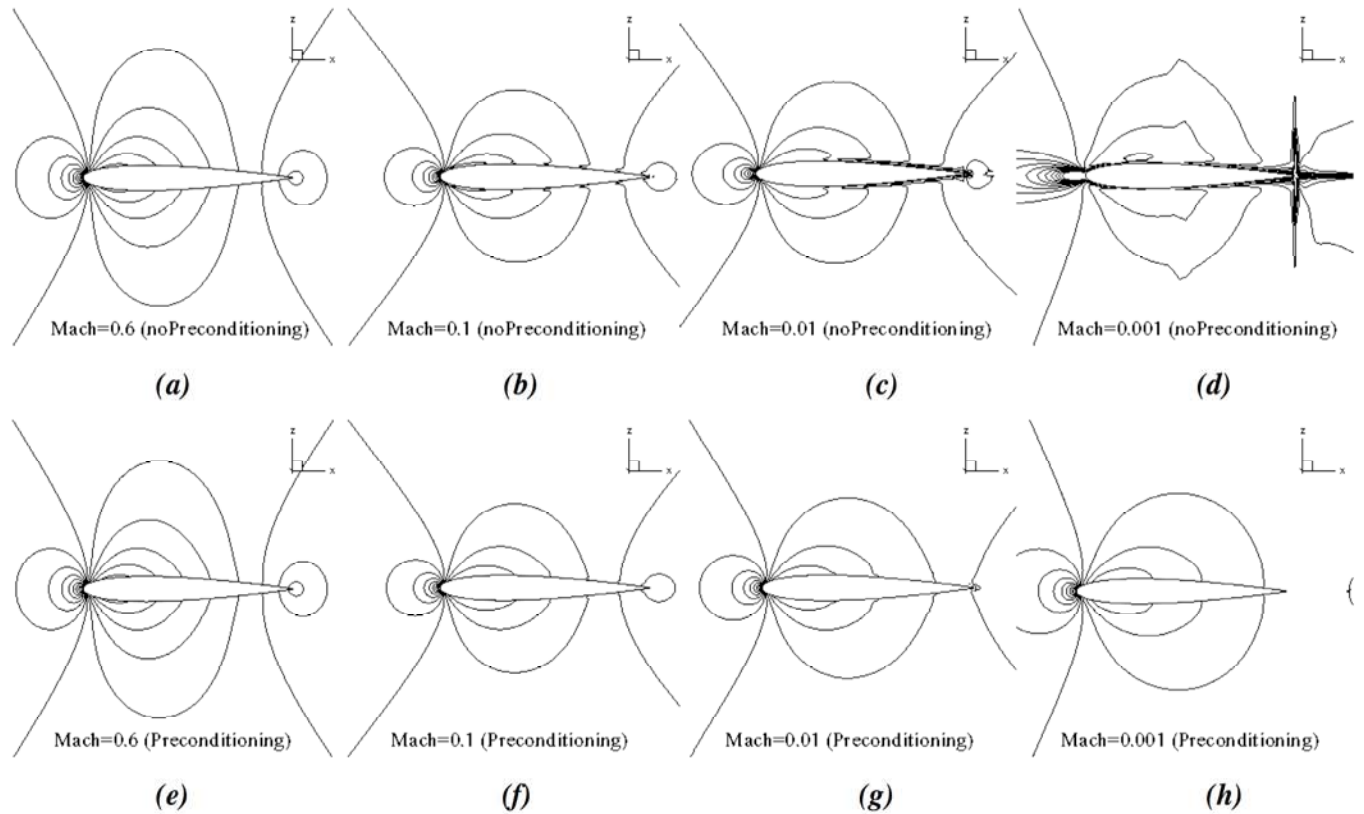 z z z z
x x x x
Mach=0.6 (noPreconditioning) Mach=0.1 (noPreconditioning) Mach=0.01 (noPreconditioning) Mach=0.001 (noPreconditioning)
(a) (b) (c) (d)
z z z z
x x x x
Mach=0.6 (Preconditioning) Mach=0.1 (Preconditioning) Mach=0.01 (Preconditioning) Mach=0.001 (Preconditioning)
(e) (f) (g) (h)